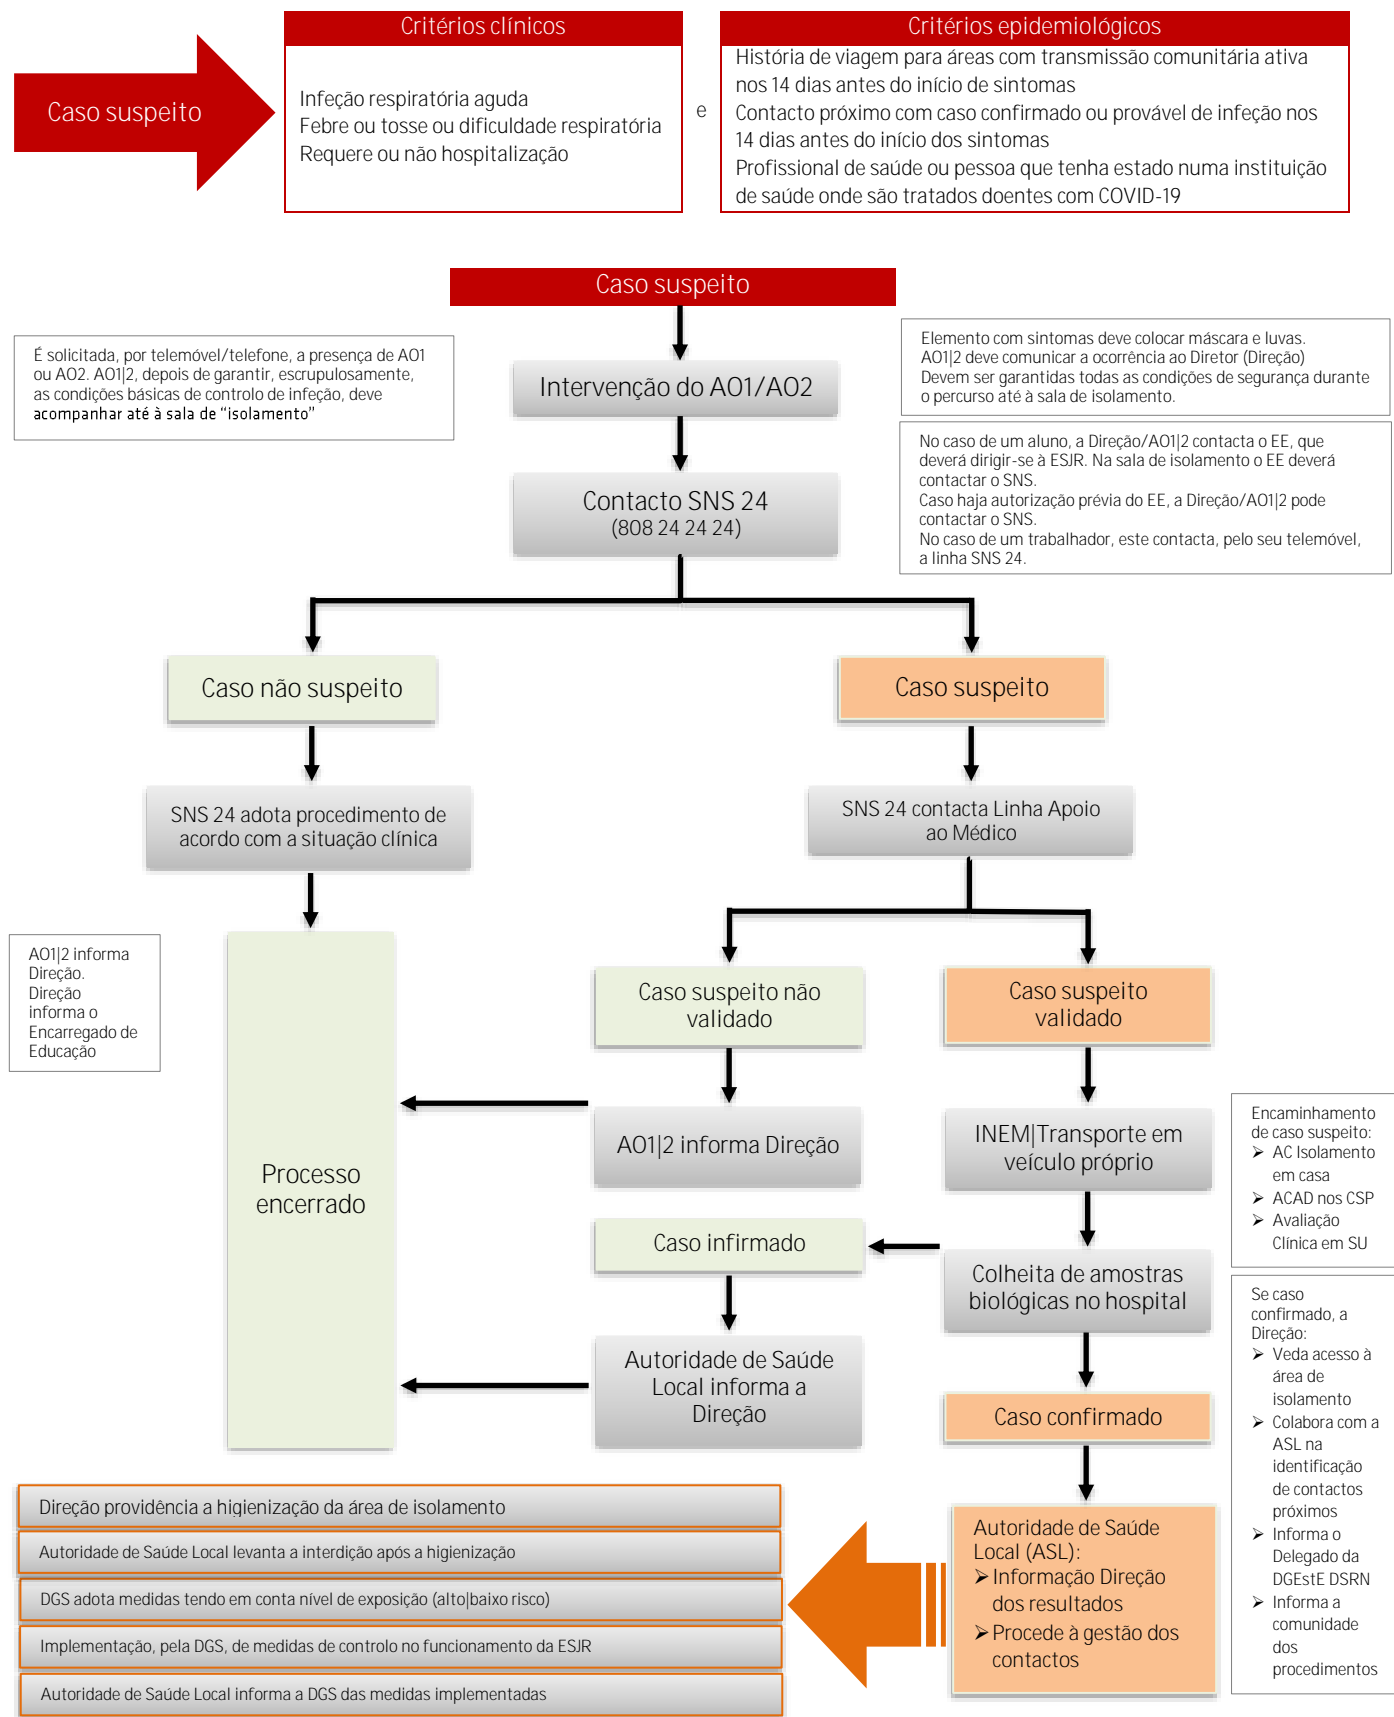 Caso suspeito
Critérios clínicos
Infeção respiratória aguda
Febre ou tosse ou dificuldade respiratória
Requere ou não hospitalização
e
Critérios epidemiológicos
História de viagem para áreas com transmissão comunitária ativa
nos 14 dias antes do início de sintomas
Contacto próximo com caso confirmado ou provável de infeção nos
14 dias antes do início dos sintomas
Profissional de saúde ou pessoa que tenha estado numa instituição
de saúde onde são tratados doentes com COVID-19
Caso suspeito
É solicitada, por telemóvel/telefone, a presença de AO1
ou AO2. AO1|2, depois de garantir, escrupulosamente,
as condições básicas de controlo de infeção, deve
acompanhar até à sala de “isolamento”
Intervenção do AO1/AO2
Elemento com sintomas deve colocar máscara e luvas.
AO1|2 deve comunicar a ocorrência ao Diretor (Direção)
Devem ser garantidas todas as condições de segurança durante
o percurso até à sala de isolamento.
Contacto SNS 24
(808 24 24 24)
No caso de um aluno, a Direção/AO1|2 contacta o EE, que
deverá dirigir-se à ESJR. Na sala de isolamento o EE deverá
contactar o SNS.
Caso haja autorização prévia do EE, a Direção/AO1|2 pode
contactar o SNS.
No caso de um trabalhador, este contacta, pelo seu telemóvel,
a linha SNS 24.
Caso não suspeito
Caso suspeito
SNS 24 adota procedimento de
acordo com a situação clínica
SNS 24 contacta Linha Apoio
ao Médico
AO1|2 informa
Direção.
Direção
informa o
Encarregado de
Educação
Caso suspeito não
validado
Caso suspeito
validado
Processo
encerrado
AO1|2 informa Direção
INEM|Transporte em
veículo próprio
Encaminhamento
de caso suspeito:
➢ AC Isolamento
em casa
➢ ACAD nos CSP
➢ Avaliação
Clínica em SU
Caso infirmado
Colheita de amostras
biológicas no hospital
Autoridade de Saúde
Local informa a
Direção
Caso confirmado
Se caso
confirmado, a
Direção:
➢ Veda acesso à
área de
isolamento
➢ Colabora com a
ASL na
identificação
de contactos
próximos
➢ Informa o
Delegado da
DGEstE DSRN
➢ Informa a
comunidade
dos
procedimentos
Autoridade de Saúde
Local (ASL):
➢ Informação Direção
dos resultados
➢ Procede à gestão dos
contactos
Direção providência a higienização da área de isolamento
Autoridade de Saúde Local levanta a interdição após a higienização
DGS adota medidas tendo em conta nível de exposição (alto|baixo risco)
Implementação, pela DGS, de medidas de controlo no funcionamento da ESJR
Autoridade de Saúde Local informa a DGS das medidas implementadas